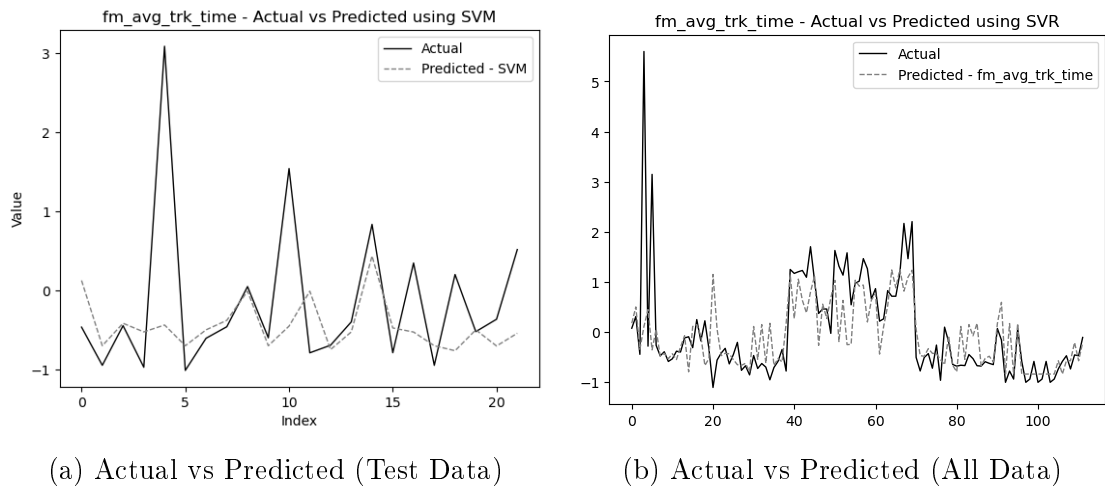 fm_avg_trk_time - Actual vs Predicted using SVM
Actual
Predicted - SVM
Value
3
2
1
0
−1
0
5
10
15
20
Index
(a) Actual vs Predicted (Test Data)
fm_avg_trk_time - Actual vs Predicted using SVR
Actual
Predicted - fm_avg_trk_time
5
4
3
2
1
0
−1
0
20
40
60
80
100
(b) Actual vs Predicted (All Data)